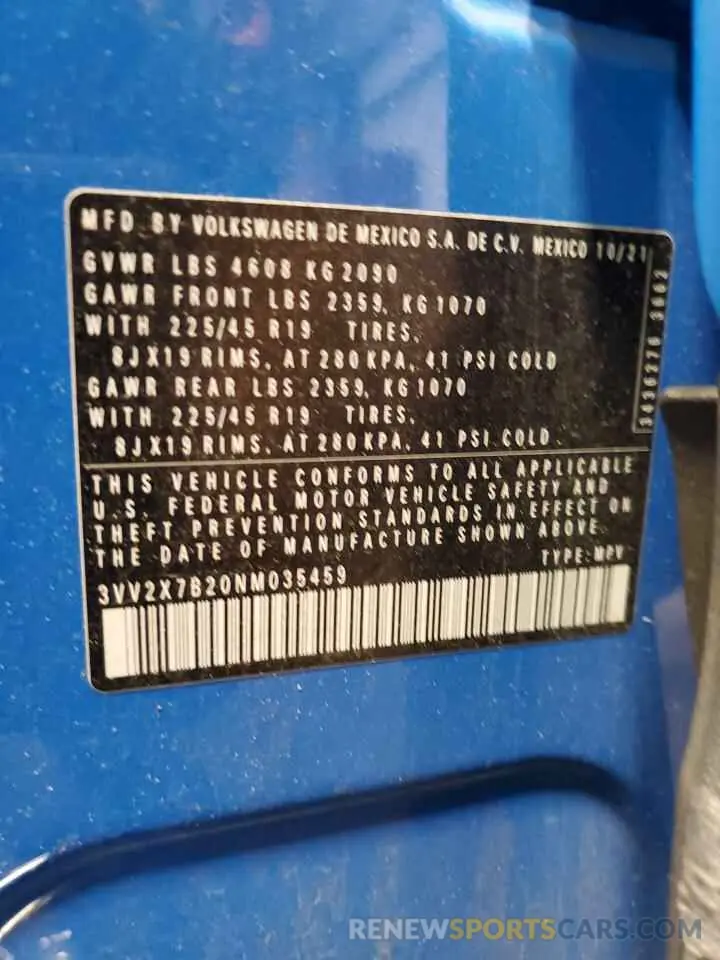 MFD. BY VOLKSWAGEN DE MEXICO S.A. DE C.V. MEXICO 10/21
GVWR LBS 4608 KG 2090
GAWR FRONT LBS 2359, KG 1070
WITH 225/45 R19 TIRES,
8JX19 RIMS, AT 280 KPA, 41 PSI COLD
GAWR REAR LBS 2359, KG 1070
WITH 225/45 R19 TIRES,
8JX19 RIMS, AT 280 KPA, 41 PSI COLD
3436276 3662
THIS VEHICLE CONFORMS TO ALL APPLICABLE
U.S. FEDERAL MOTOR VEHICLE SAFETY AND
THEFT PREVENTION STANDARDS IN EFFECT ON
THE DATE OF MANUFACTURE SHOWN ABOVE.
TYPE: MPV
3VV2X7B20NM035459
RENEWSPORTSCARS.COM